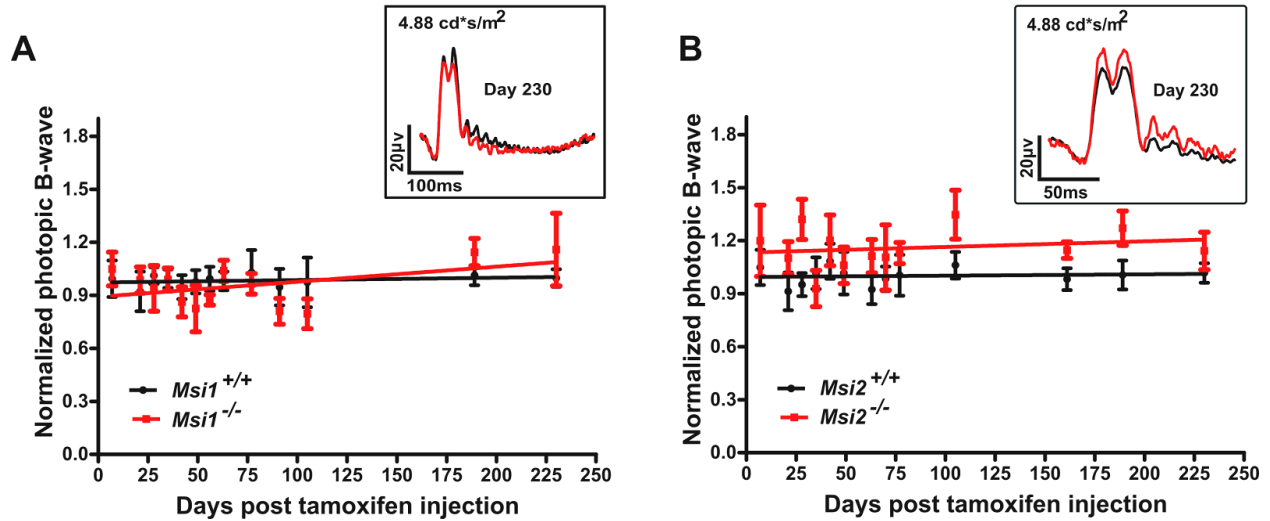 A
4.88 cd*s/m²
Day 230
20μv
100ms
Normalized photopic B-wave
1.8
1.5
1.2
0.9
0.6
0.3
0.0
Msi1 +/+
Msi1 -/-
0 25 50 75 100 125 150 175 200 225 250
Days post tamoxifen injection
B
4.88 cd*s/m²
Day 230
20μv
50ms
Normalized photopic B-wave
1.8
1.5
1.2
0.9
0.6
0.3
0.0
Msi2 +/+
Msi2 -/-
0 25 50 75 100 125 150 175 200 225 250
Days post tamoxifen injection